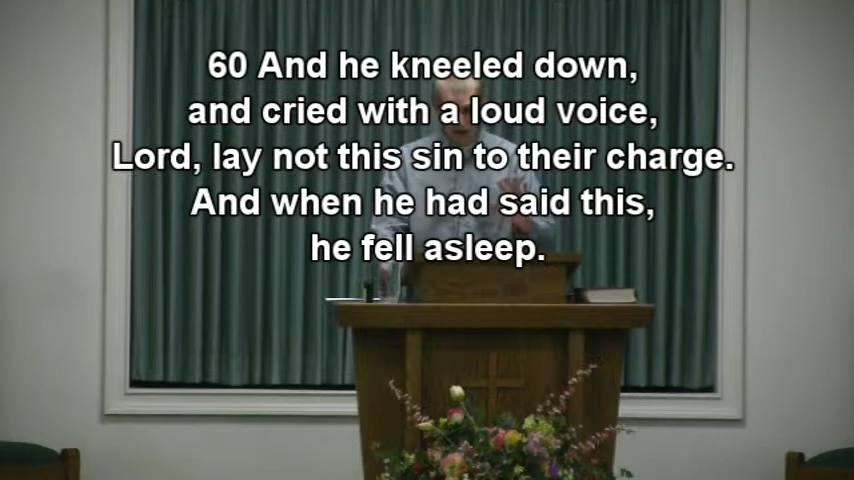 60 And he kneeled down,
and cried with a loud voice,
Lord, lay not this sin to their charge.
And when he had said this,
he fell asleep.